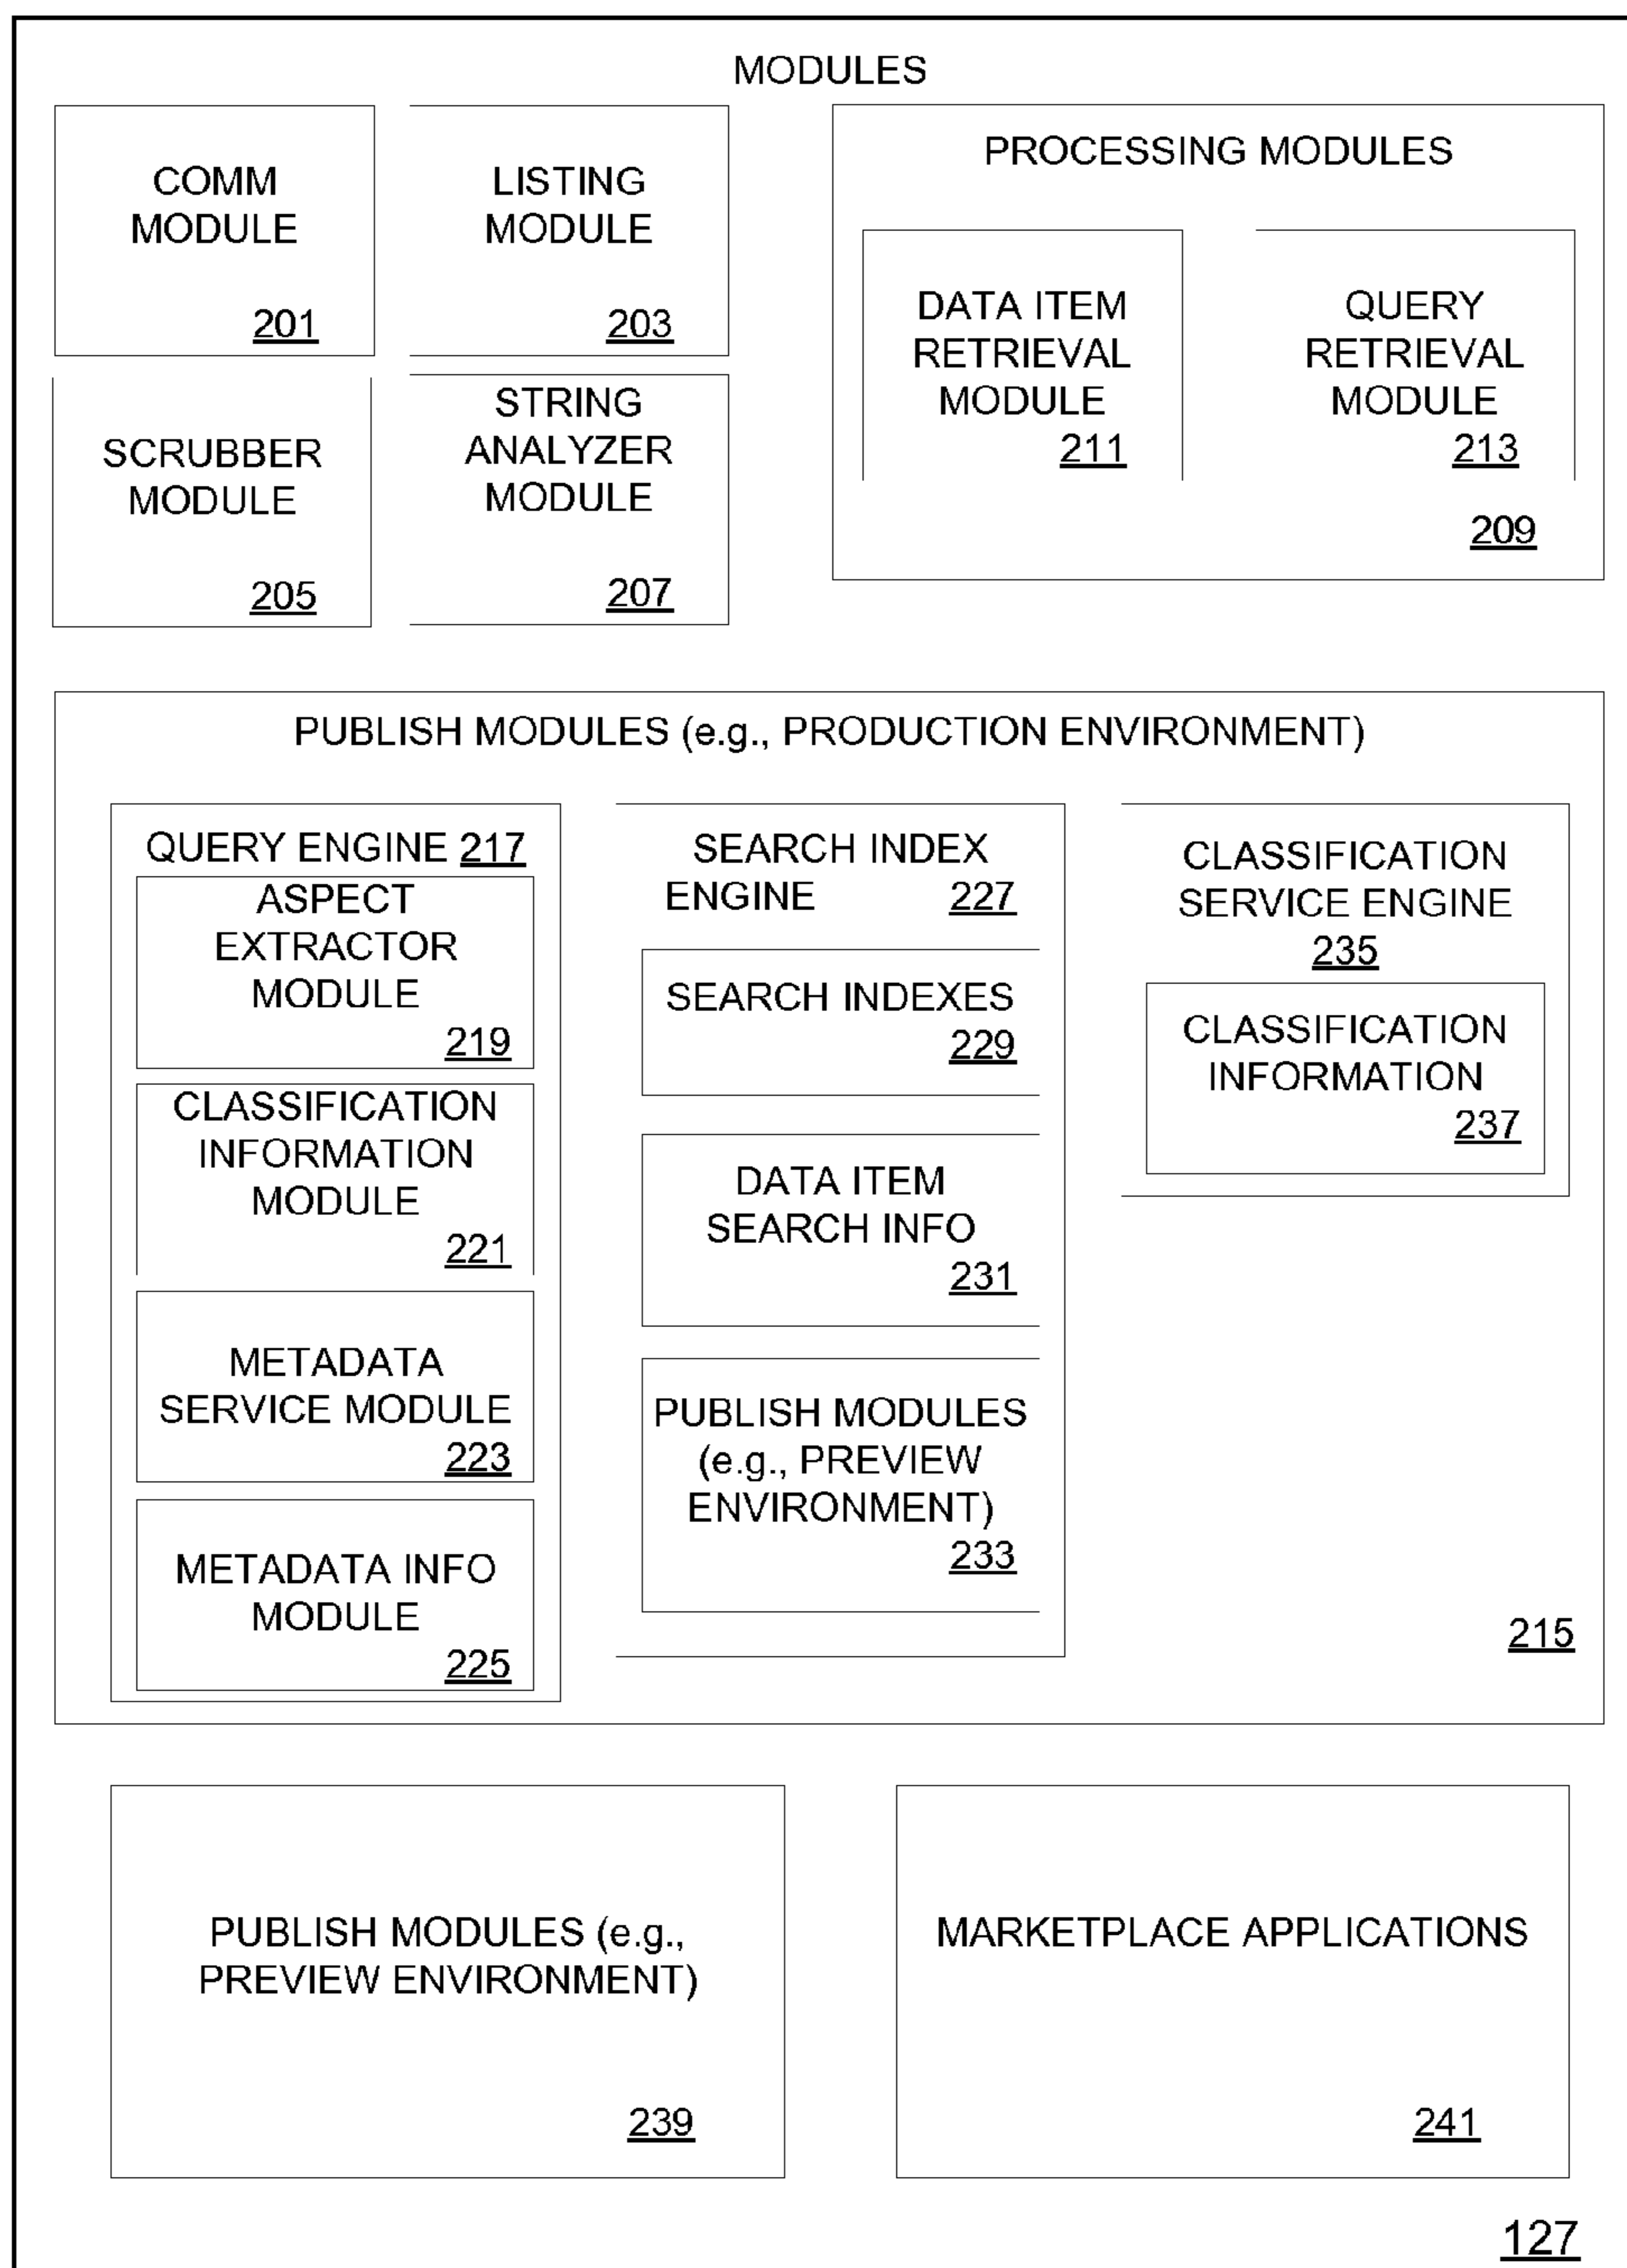 MODULES
COMM
MODULE
201
LISTING
MODULE
203
SCRUBBER
MODULE
205
STRING
ANALYZER
MODULE
207
PROCESSING MODULES
DATA ITEM
RETRIEVAL
MODULE
211
QUERY
RETRIEVAL
MODULE
213
209
PUBLISH MODULES (e.g., PRODUCTION ENVIRONMENT)
QUERY ENGINE 217
ASPECT
EXTRACTOR
MODULE
219
CLASSIFICATION
INFORMATION
MODULE
221
METADATA
SERVICE MODULE
223
METADATA INFO
MODULE
225
SEARCH INDEX
ENGINE 227
SEARCH INDEXES
229
DATA ITEM
SEARCH INFO
231
PUBLISH MODULES
(e.g., PREVIEW
ENVIRONMENT)
233
CLASSIFICATION
SERVICE ENGINE
235
CLASSIFICATION
INFORMATION
237
215
PUBLISH MODULES (e.g.,
PREVIEW ENVIRONMENT)
239
MARKETPLACE APPLICATIONS
241
127